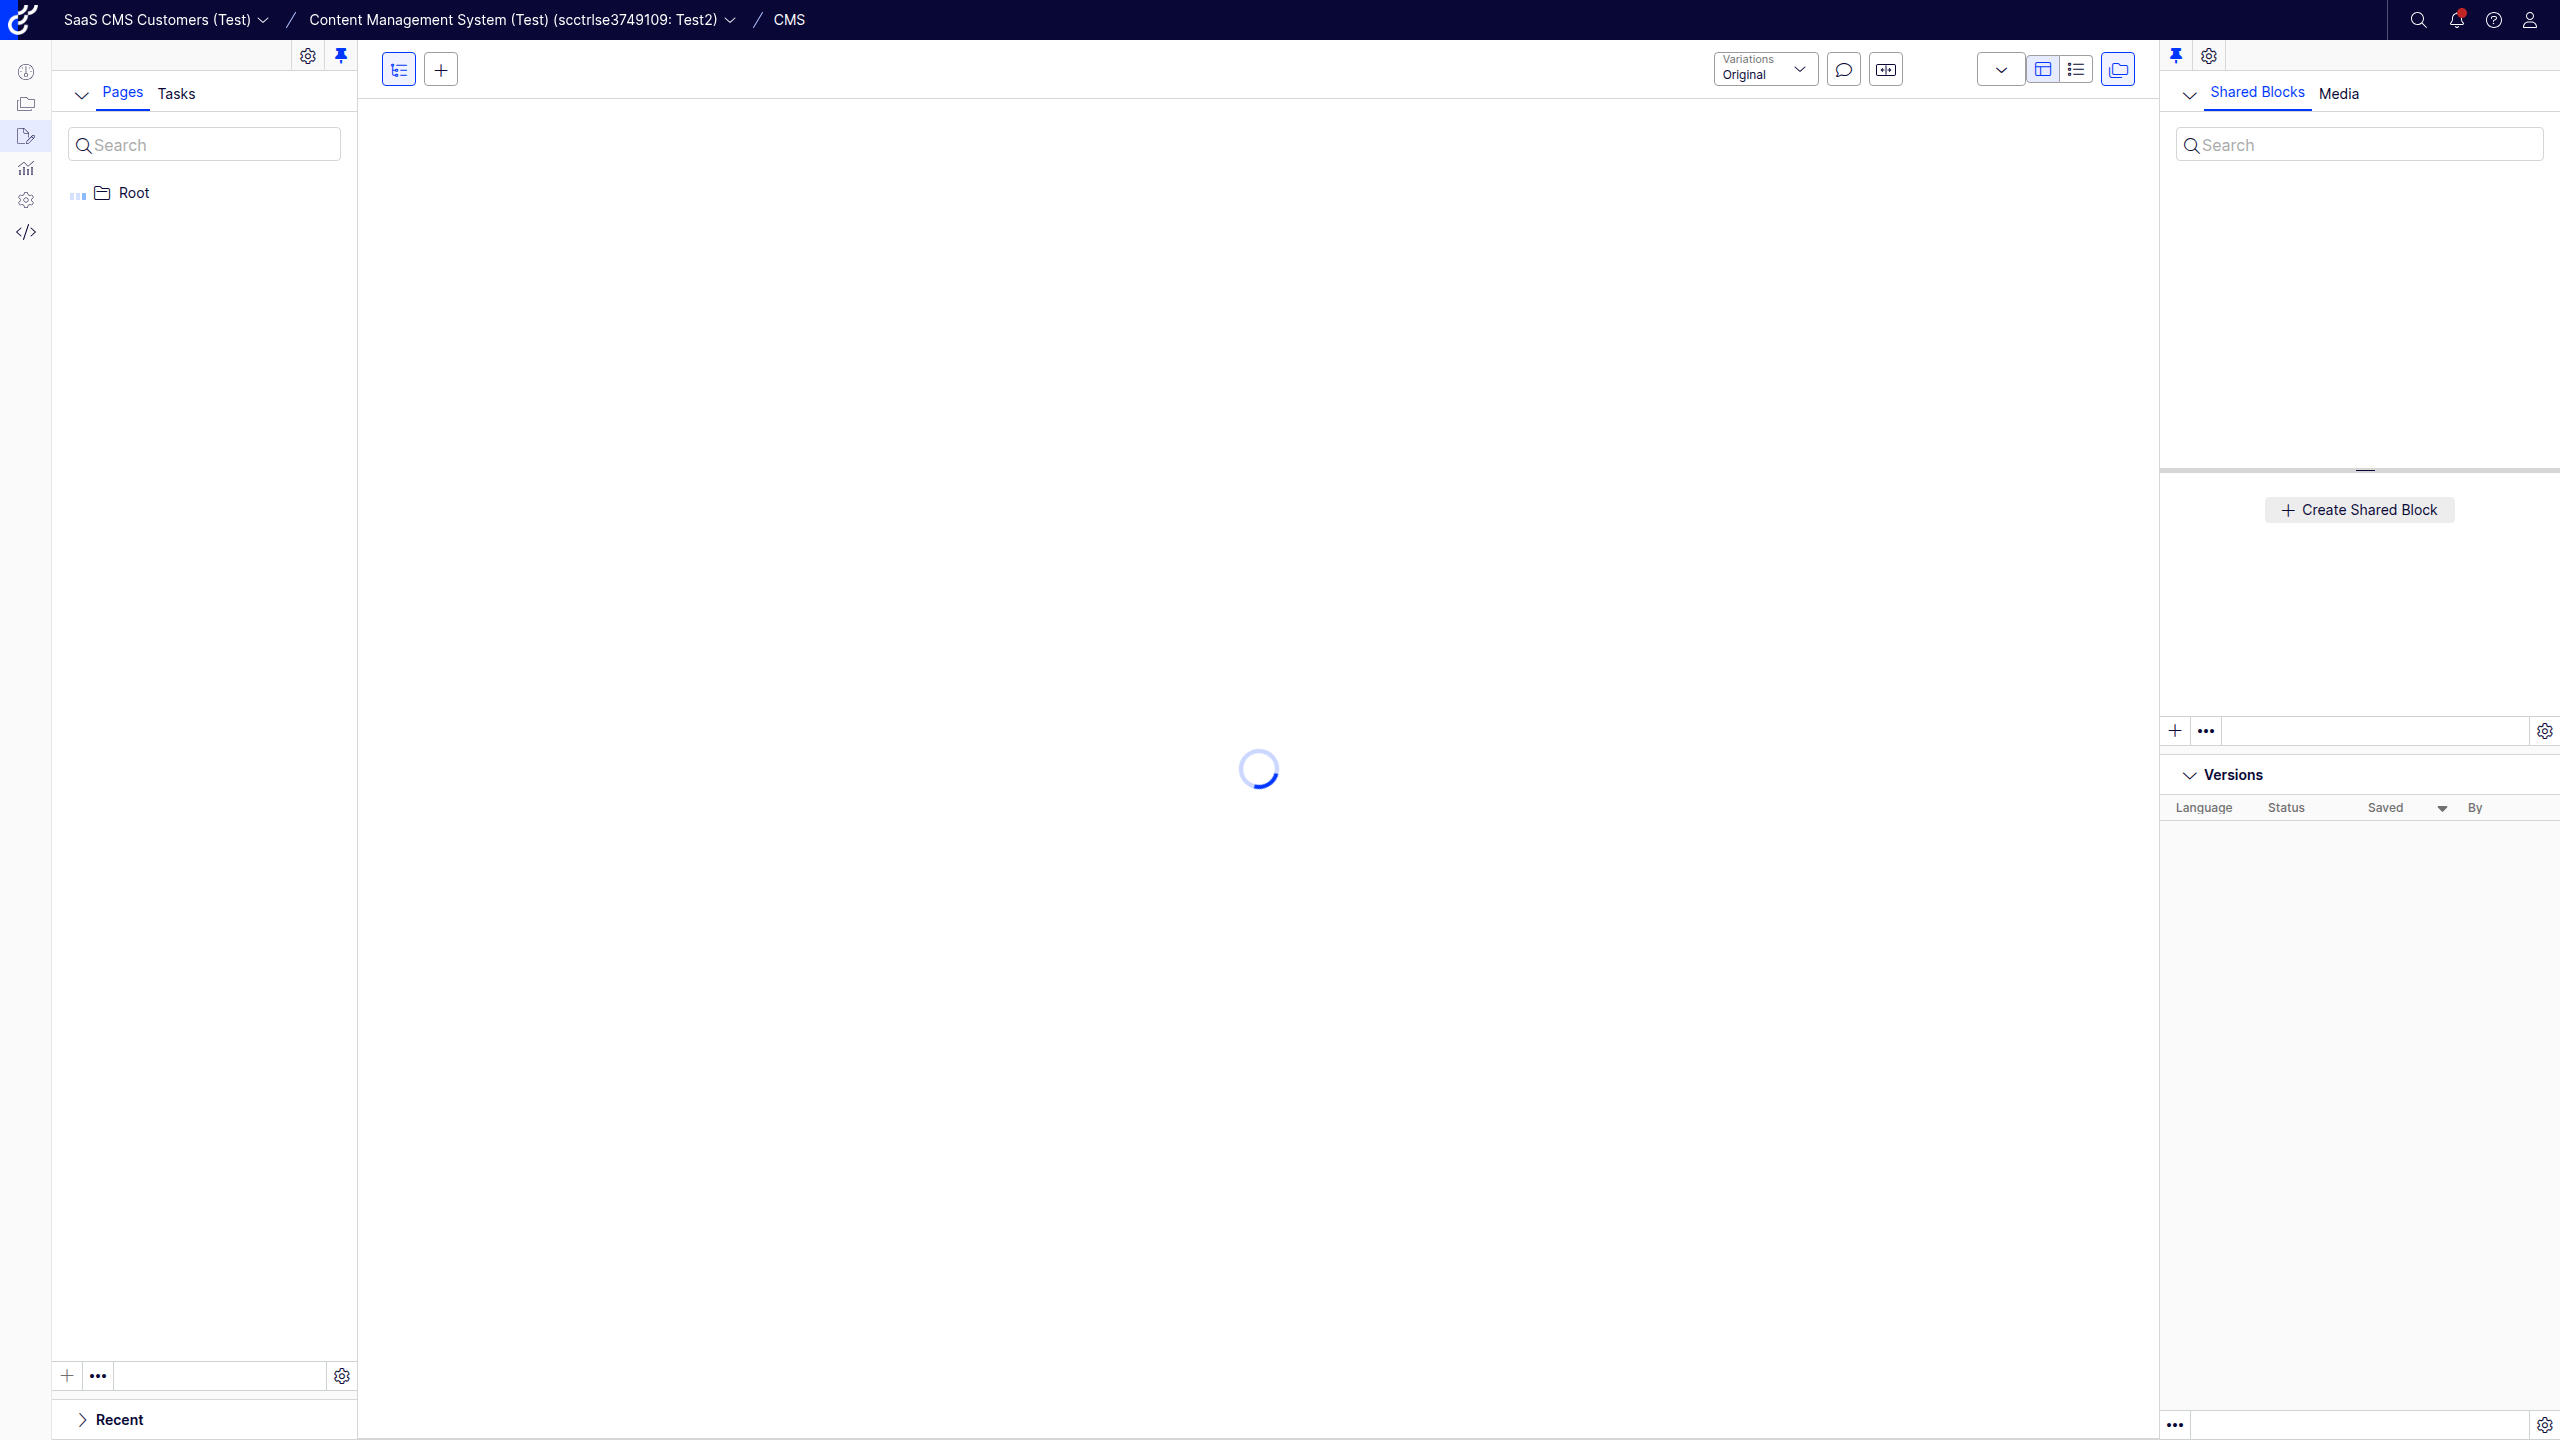 SaaS CMS Customers (Test) / Content Management System (Test) (scctrlse3749109: Test2) / CMS
Pages Tasks
Search
Root
Recent
Variations
Original
Shared Blocks Media
Search
Create Shared Block
Versions
Language Status Saved By